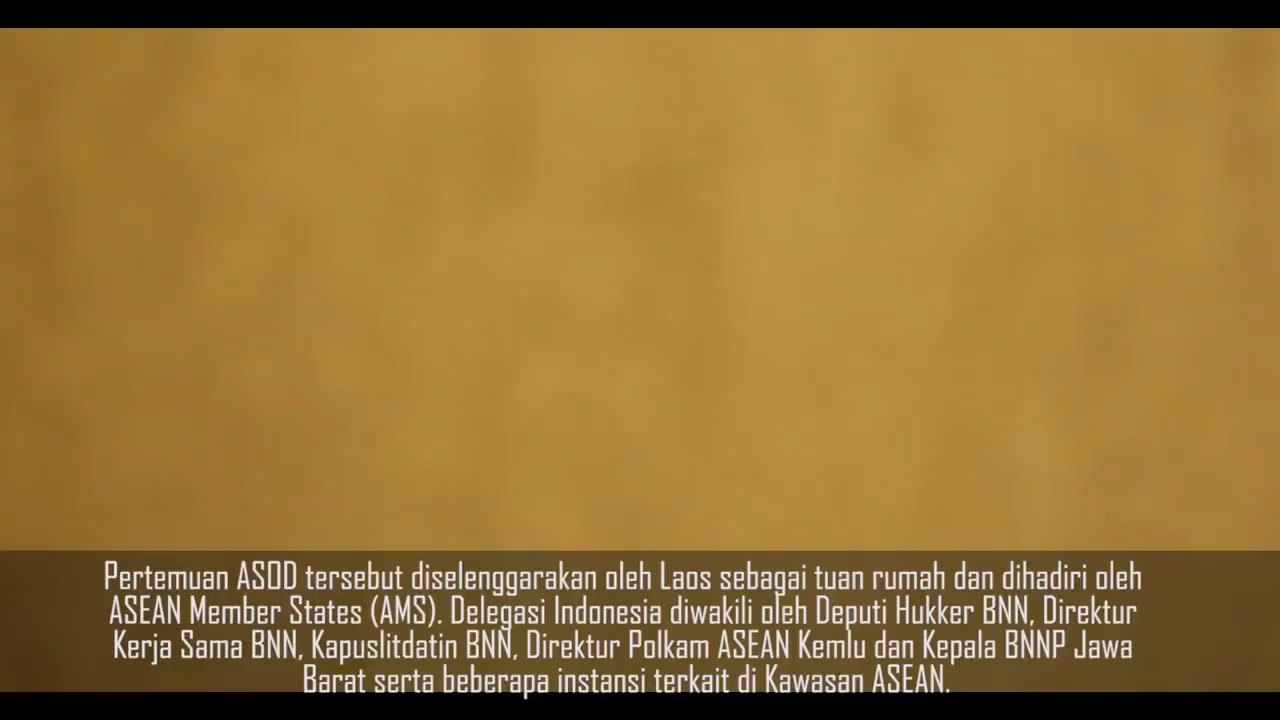 Pertemuan ASOD tersebut diselenggarakan oleh Laos sebagai tuan rumah dan dihadiri oleh
ASEAN Member States (AMS). Delegasi Indonesia diwakili oleh Deputi Hukker BNN, Direktur
Kerja Sama BNN, Kapuslitdatin BNN, Direktur Polkam ASEAN Kemlu dan Kepala BNNP Jawa
Barat serta beberapa instansi terkait di Kawasan ASEAN.